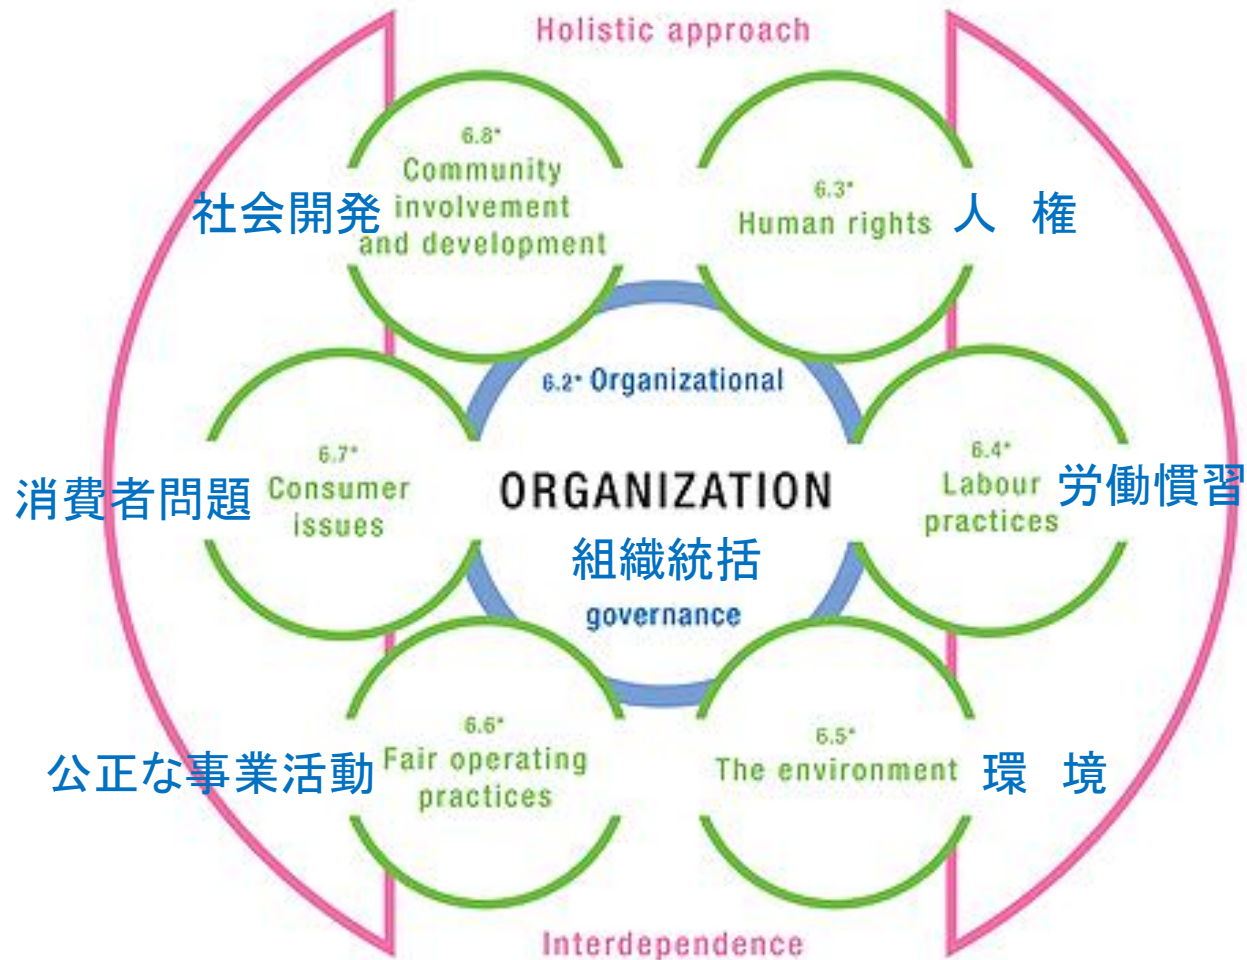 Holistic approach
6.8*
Community
involvement
and development
社会開発
6.3*
Human rights
人 権
6.2* Organizational
ORGANIZATION
組織統括
governance
6.7*
Consumer
issues
消費者問題
6.4*
Labour
practices
労働慣習
6.6*
Fair operating
practices
公正な事業活動
6.5*
The environment
環 境
Interdependence